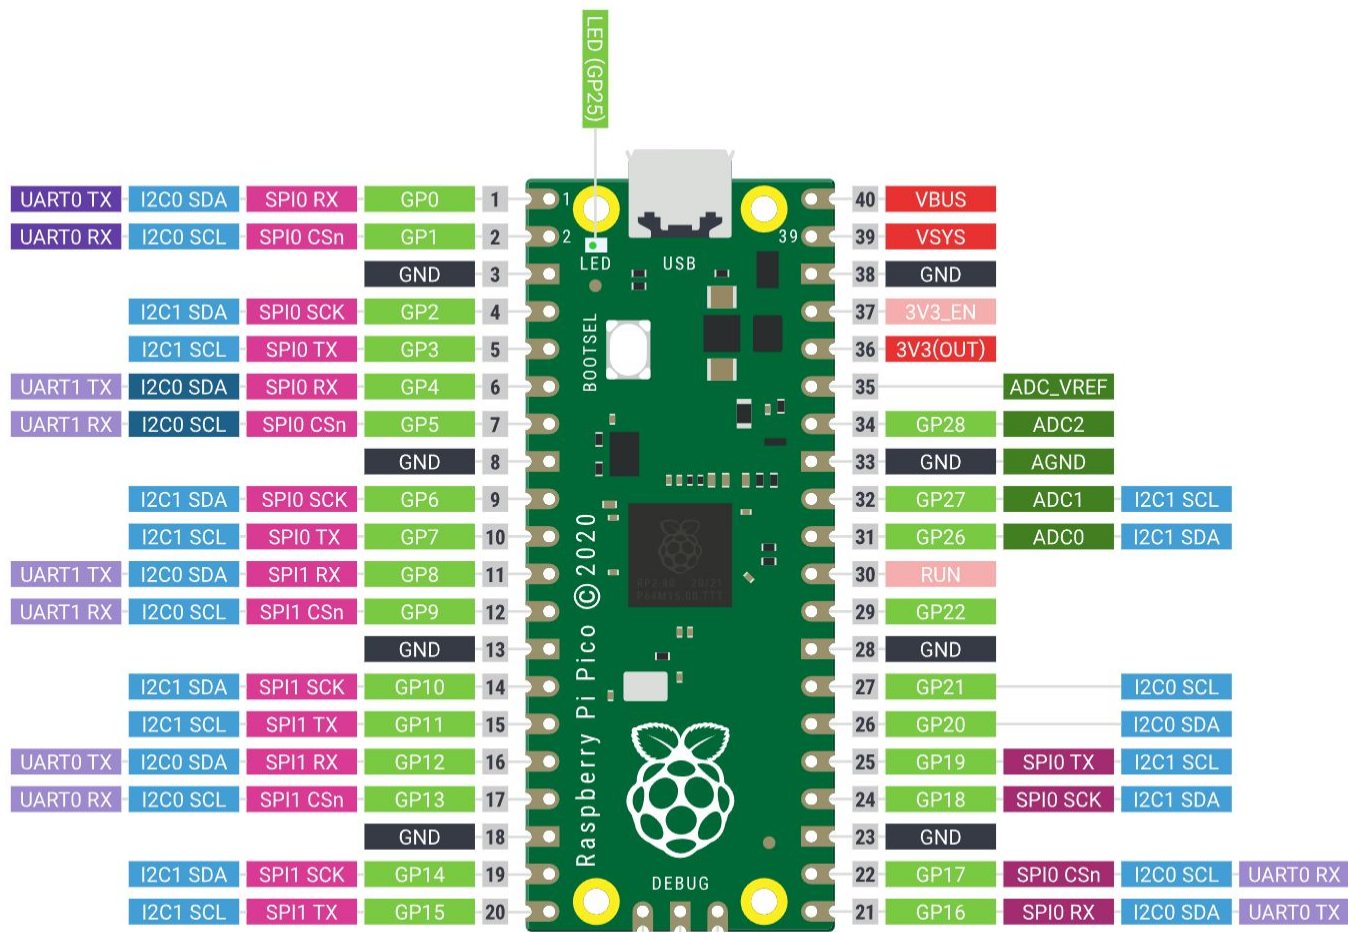 LED (GP25)
UART0 TX I2C0 SDA SPI0 RX GP0 1 1 40 VBUS
UART0 RX I2C0 SCL SPI0 CSn GP1 2 2 39 39 VSYS
LED USB
GND 3 38 GND
I2C1 SDA SPI0 SCK GP2 4 37 3V3_EN
I2C1 SCL SPI0 TX GP3 5 36 3V3(OUT)
BOOTSEL
UART1 TX I2C0 SDA SPI0 RX GP4 6 35 ADC_VREF
UART1 RX I2C0 SCL SPI0 CSn GP5 7 34 GP28 ADC2
GND 8 33 GND AGND
I2C1 SDA SPI0 SCK GP6 9 32 GP27 ADC1 I2C1 SCL
I2C1 SCL SPI0 TX GP7 10 31 GP26 ADC0 I2C1 SDA
UART1 TX I2C0 SDA SPI1 RX GP8 11 30 RUN
UART1 RX I2C0 SCL SPI1 CSn GP9 12 29 GP22
GND 13 28 GND
I2C1 SDA SPI1 SCK GP10 14 27 GP21 I2C0 SCL
I2C1 SCL SPI1 TX GP11 15 26 GP20 I2C0 SDA
UART0 TX I2C0 SDA SPI1 RX GP12 16 25 GP19 SPI0 TX I2C1 SCL
UART0 RX I2C0 SCL SPI1 CSn GP13 17 24 GP18 SPI0 SCK I2C1 SDA
GND 18 23 GND
Raspberry Pi Pico ©2020
I2C1 SDA SPI1 SCK GP14 19 22 GP17 SPI0 CSn I2C0 SCL UART0 RX
DEBUG
I2C1 SCL SPI1 TX GP15 20 21 GP16 SPI0 RX I2C0 SDA UART0 TX